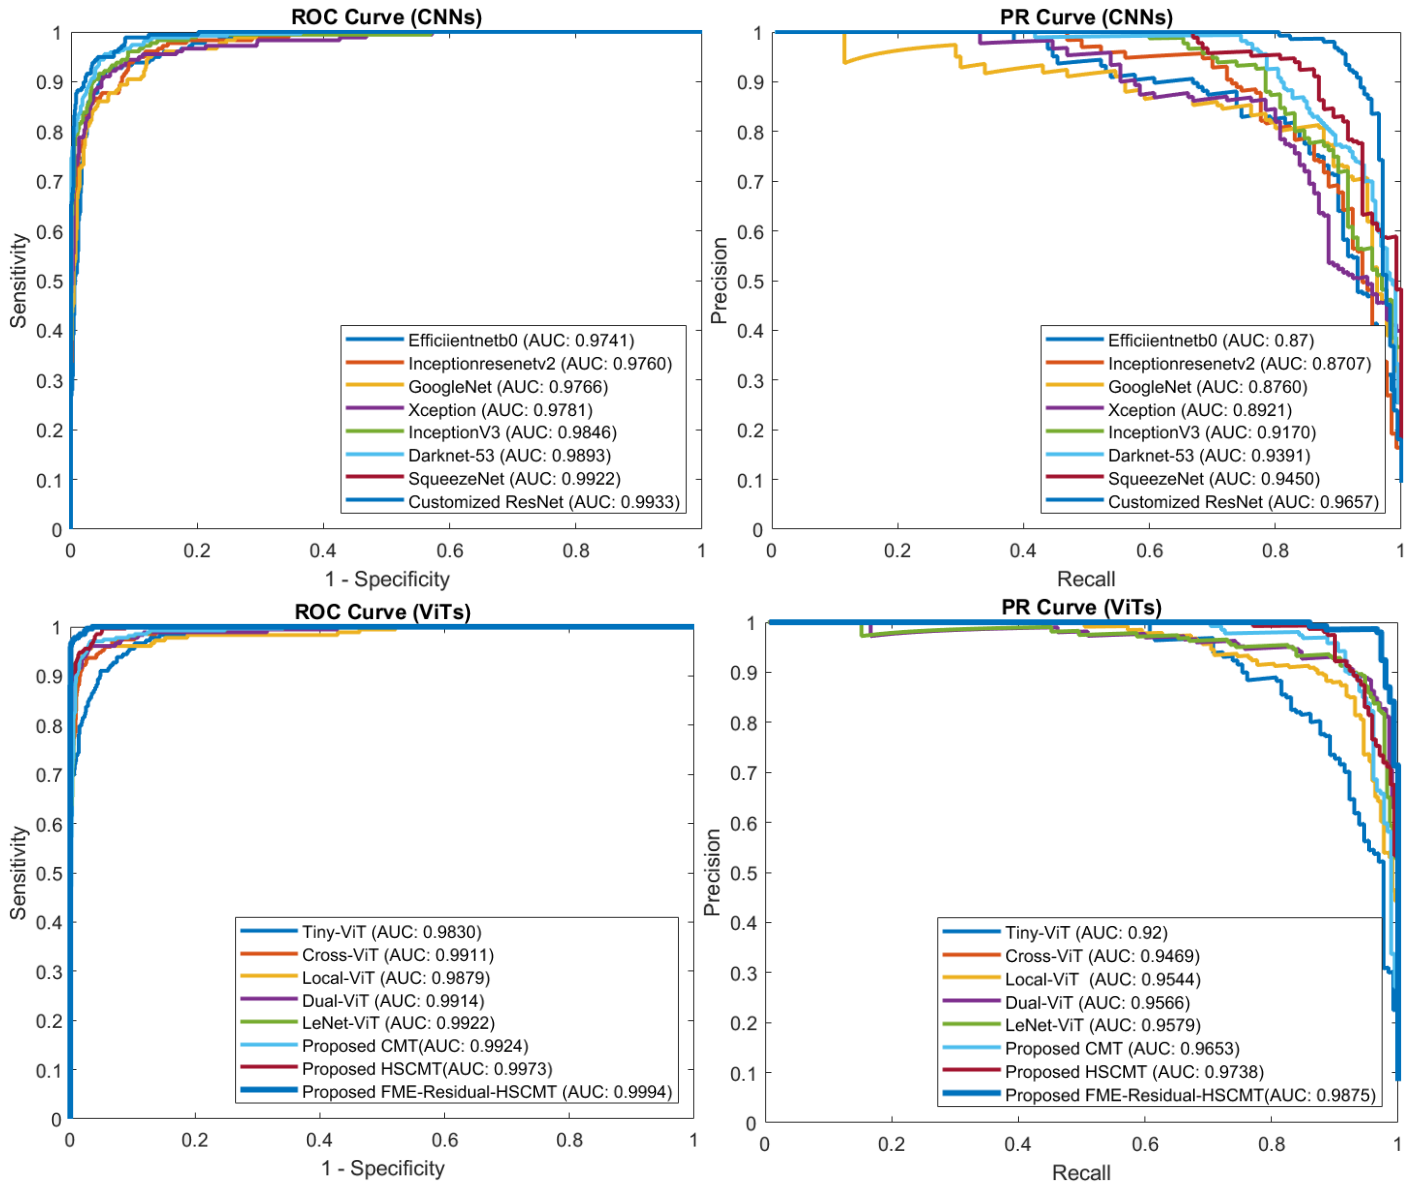 ROC Curve (CNNs)
1
0.9
0.8
0.7
0.6
0.5
0.4
0.3
0.2
0.1
0
Sensitivity
Efficiientnetb0 (AUC: 0.9741)
Inceptionresenetv2 (AUC: 0.9760)
GoogleNet (AUC: 0.9766)
Xception (AUC: 0.9781)
InceptionV3 (AUC: 0.9846)
Darknet-53 (AUC: 0.9893)
SqueezeNet (AUC: 0.9922)
Customized ResNet (AUC: 0.9933)
0 0.2 0.4 0.6 0.8 1
1 - Specificity
PR Curve (CNNs)
1
0.9
0.8
0.7
0.6
0.5
0.4
0.3
0.2
0.1
0
Precision
Efficiientnetb0 (AUC: 0.87)
Inceptionresenetv2 (AUC: 0.8707)
GoogleNet (AUC: 0.8760)
Xception (AUC: 0.8921)
InceptionV3 (AUC: 0.9170)
Darknet-53 (AUC: 0.9391)
SqueezeNet (AUC: 0.9450)
Customized ResNet (AUC: 0.9657)
0 0.2 0.4 0.6 0.8 1
Recall
ROC Curve (ViTs)
1
0.9
0.8
0.7
0.6
0.5
0.4
0.3
0.2
0.1
0
Sensitivity
Tiny-ViT (AUC: 0.9830)
Cross-ViT (AUC: 0.9911)
Local-ViT (AUC: 0.9879)
Dual-ViT (AUC: 0.9914)
LeNet-ViT (AUC: 0.9922)
Proposed CMT(AUC: 0.9924)
Proposed HSCMT(AUC: 0.9973)
Proposed FME-Residual-HSCMT (AUC: 0.9994)
0 0.2 0.4 0.6 0.8 1
1 - Specificity
PR Curve (ViTs)
1
0.9
0.8
0.7
0.6
0.5
0.4
0.3
0.2
0.1
0
Precision
Tiny-ViT (AUC: 0.92)
Cross-ViT (AUC: 0.9469)
Local-ViT (AUC: 0.9544)
Dual-ViT (AUC: 0.9566)
LeNet-ViT (AUC: 0.9579)
Proposed CMT (AUC: 0.9653)
Proposed HSCMT (AUC: 0.9738)
Proposed FME-Residual-HSCMT(AUC: 0.9875)
0 0.2 0.4 0.6 0.8 1
Recall